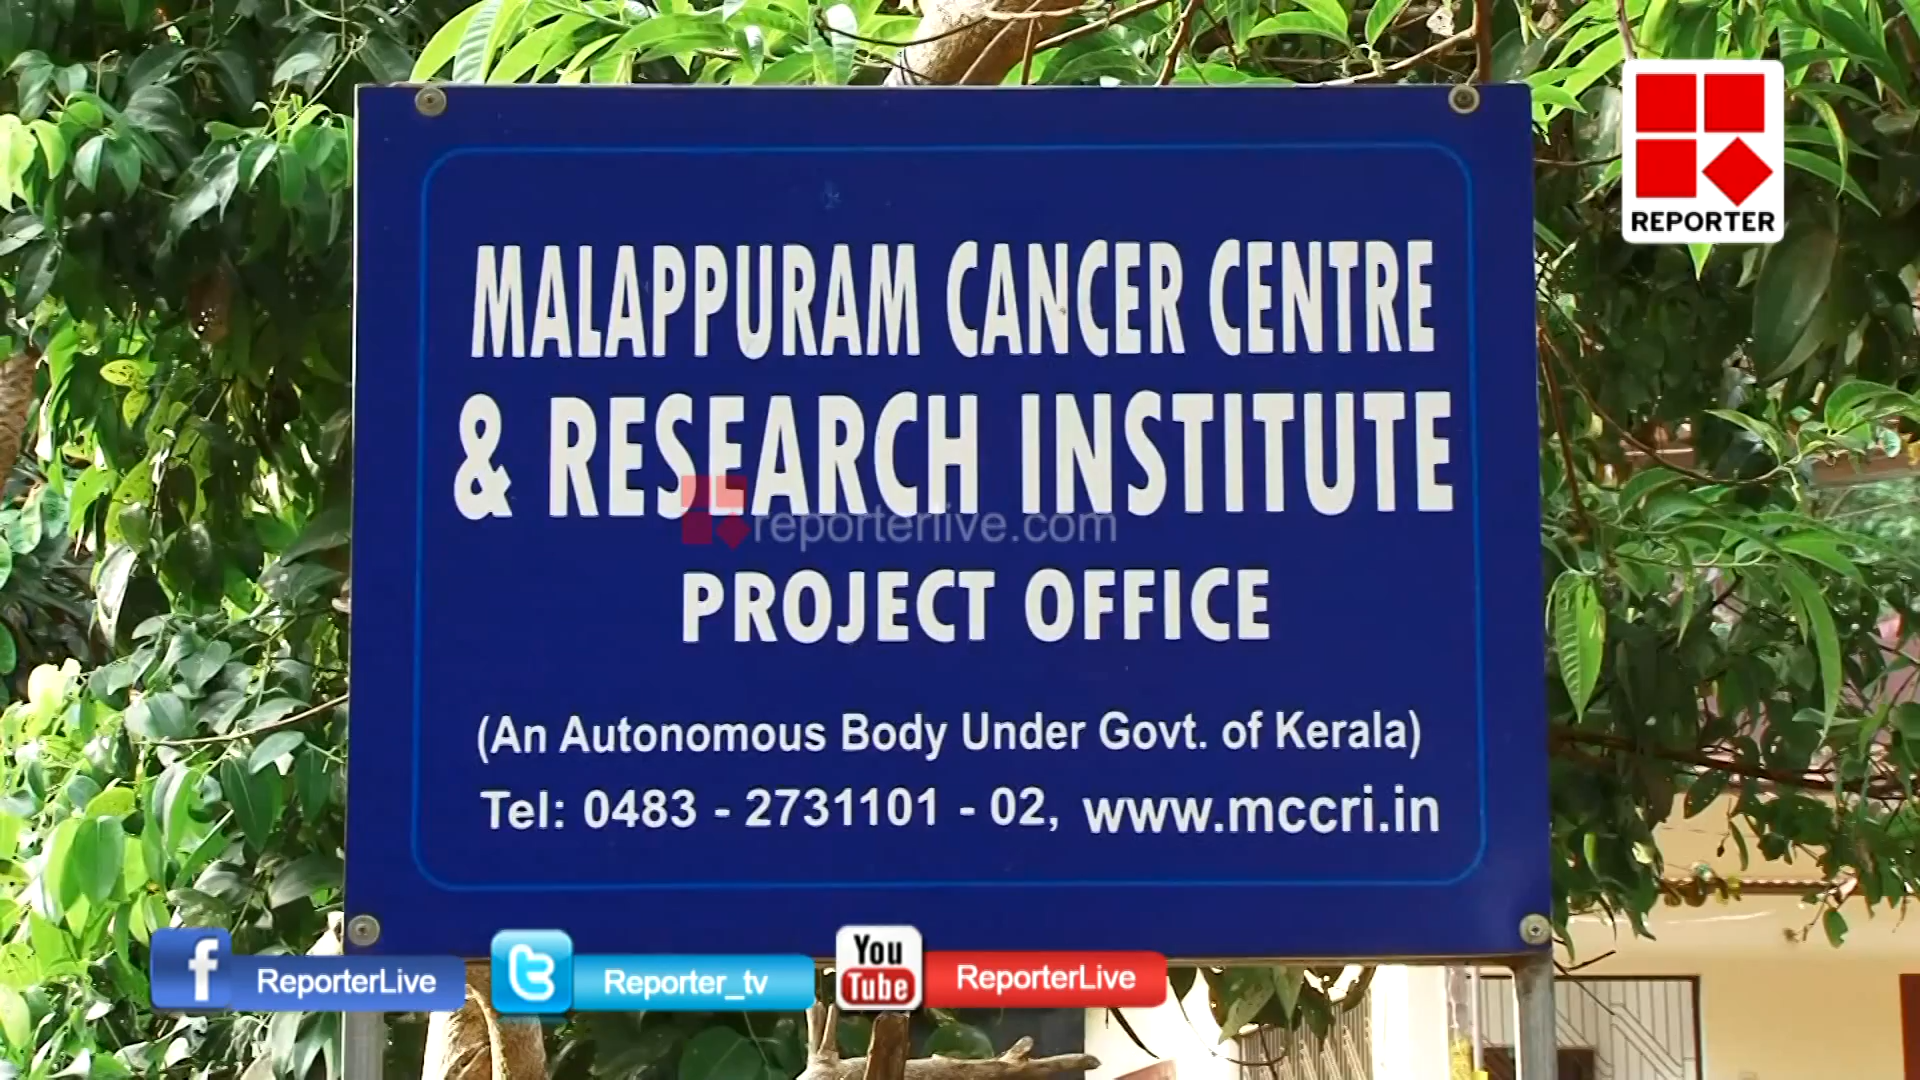 REPORTER
MALAPPURAM CANCER CENTRE
& RESEARCH INSTITUTE
reporterlive.com
PROJECT OFFICE
(An Autonomous Body Under Govt. of Kerala)
Tel: 0483 - 2731101 - 02, www.mccri.in
f ReporterLive
t Reporter_tv
You Tube ReporterLive